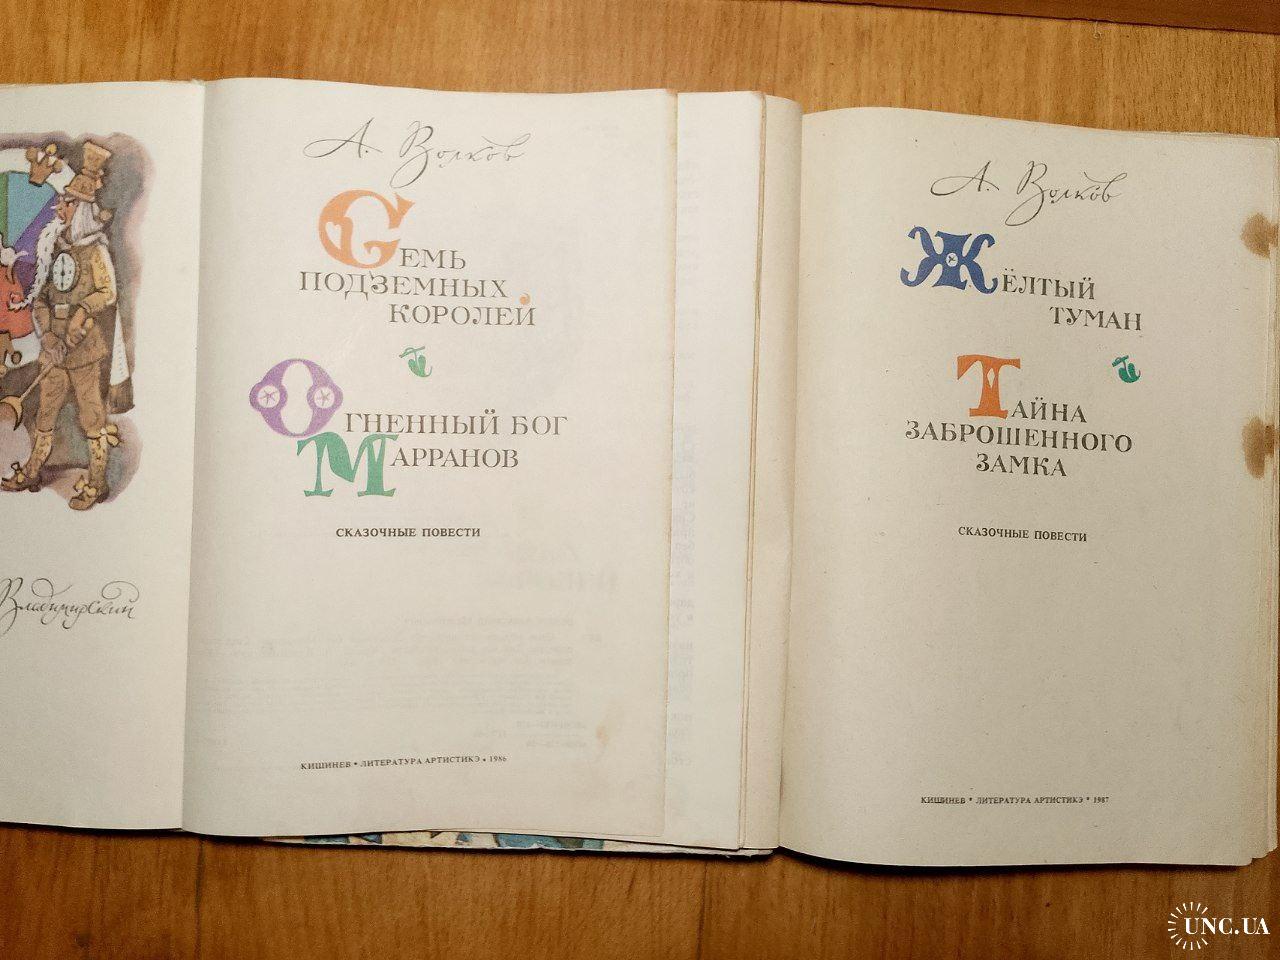 Владимирский
А. Волков
Семь
подземных
королей
Огненный бог
Марранов
СКАЗОЧНЫЕ ПОВЕСТИ
КИШИНЕВ • ЛИТЕРАТУРА АРТИСТИКЭ • 1986
А. Волков
Жёлтый
туман
Тайна
заброшенного
замка
СКАЗОЧНЫЕ ПОВЕСТИ
КИШИНЕВ * ЛИТЕРАТУРА АРТИСТИКЭ * 1987
UNC.UA